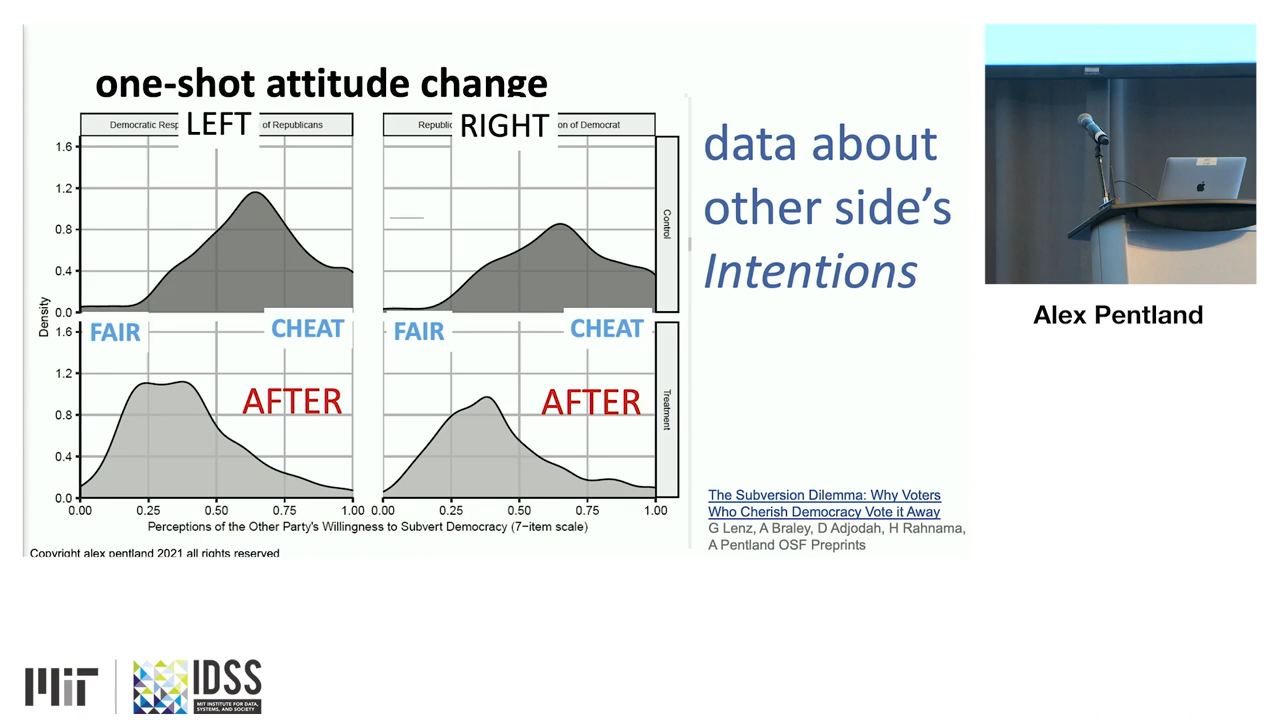 one-shot attitude change
Democratic Resp
LEFT
of Republicans
Republic
RIGHT
on of Democrat
data about
other side's
Intentions
1.6
1.2
0.8
0.4
0.0
Control
Density
FAIR
CHEAT
FAIR
CHEAT
1.6
1.2
0.8
0.4
0.0
AFTER
AFTER
Treatment
0.00 0.25 0.50 0.75 1.00 0.00 0.25 0.50 0.75 1.00
Perceptions of the Other Party's Willingness to Subvert Democracy (7−item scale)
Copyright alex pentland 2021 all rights reserved
The Subversion Dilemma: Why Voters
Who Cherish Democracy Vote it Away
G Lenz, A Braley, D Adjodah, H Rahnama,
A Pentland OSF Preprints
Alex Pentland
MIT
IDSS
MIT INSTITUTE FOR DATA,
SYSTEMS, AND SOCIETY